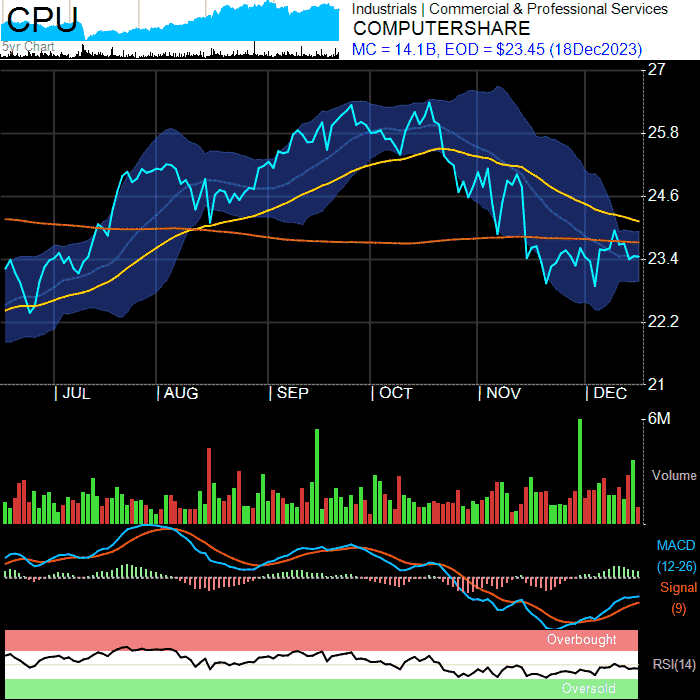 CPU
5yr Chart
Industrials | Commercial & Professional Services
COMPUTERSHARE
MC = 14.1B, EOD = $23.45 (18Dec2023)
27
25.8
24.6
23.4
22.2
21
JUL
AUG
SEP
OCT
NOV
DEC
6M
Volume
MACD
(12-26)
Signal
(9)
Overbought
RSI(14)
Oversold